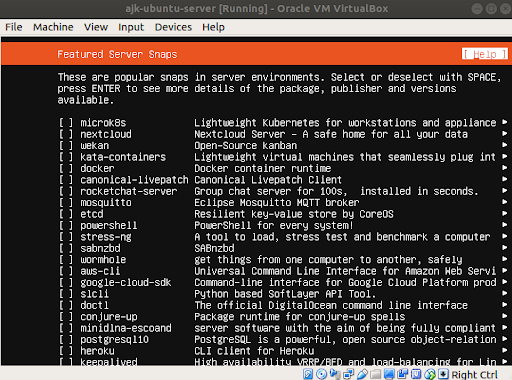 ajk-ubuntu-server [Running] - Oracle VM VirtualBox
File Machine View Input Devices Help
Featured Server Snaps [ Help ]
These are popular snaps in server environments. Select or deselect with SPACE,
press ENTER to see more details of the package, publisher and versions
available.
[ ] microk8s Lightweight Kubernetes for workstations and appliance ▸
[ ] nextcloud Nextcloud Server - A safe home for all your data ▸
[ ] wekan Open-Source kanban ▸
[ ] kata-containers Lightweight virtual machines that seamlessly plug int ▸
[ ] docker Docker container runtime ▸
[ ] canonical-livepatch Canonical Livepatch Client ▸
[ ] rocketchat-server Group chat server for 100s, installed in seconds. ▸
[ ] mosquitto Eclipse Mosquitto MQTT broker ▸
[ ] etcd Resilient key-value store by CoreOS ▸
[ ] powershell PowerShell for every system! ▸
[ ] stress-ng A tool to load, stress test and benchmark a computer ▸
[ ] sabnzbd SABnzbd ▸
[ ] wormhole get things from one computer to another, safely ▸
[ ] aws-cli Universal Command Line Interface for Amazon Web Servi ▸
[ ] google-cloud-sdk Command-line interface for Google Cloud Platform prod ▸
[ ] slcli Python based SoftLayer API Tool. ▸
[ ] doctl The official DigitalOcean command line interface ▸
[ ] conjure-up Package runtime for conjure-up spells ▸
[ ] minidlna-escoand server software with the aim of being fully compliant ▸
[ ] postgresql10 PostgreSQL is a powerful, open source object-relation ▸
[ ] heroku CLI client for Heroku ▸
[ ] keepalived High availability VRRP/BFD and load-balancing for Lin ▸
Right Ctrl